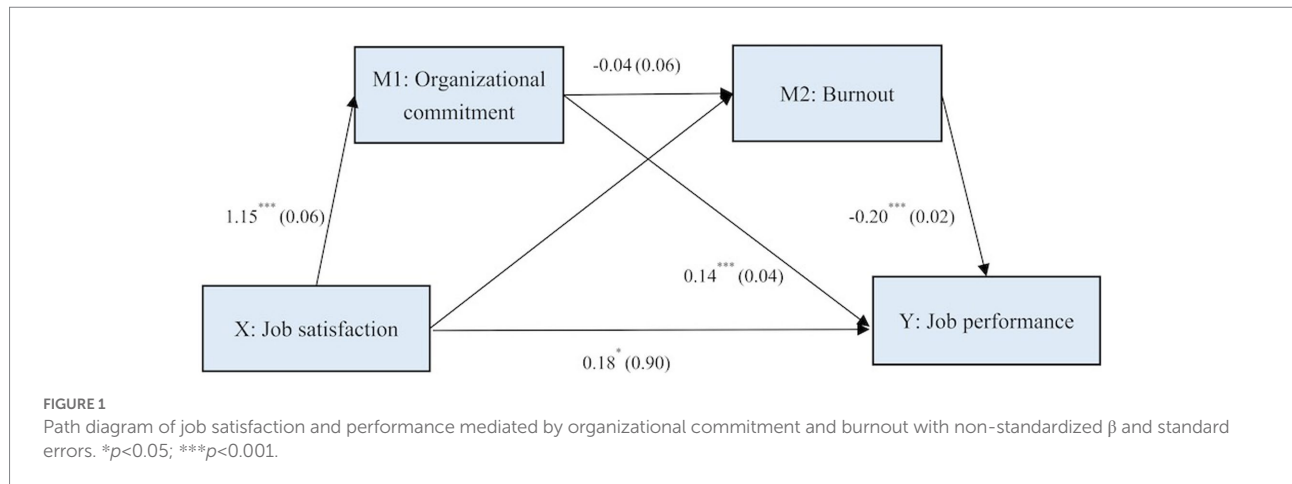 M1: Organizational
commitment
-0.04 (0.06)
M2: Burnout
1.15*** (0.06)
-0.20*** (0.02)
0.14*** (0.04)
X: Job satisfaction
Y: Job performance
0.18* (0.90)
FIGURE 1
Path diagram of job satisfaction and performance mediated by organizational commitment and burnout with non-standardized β and standard
errors. *p<0.05; ***p<0.001.